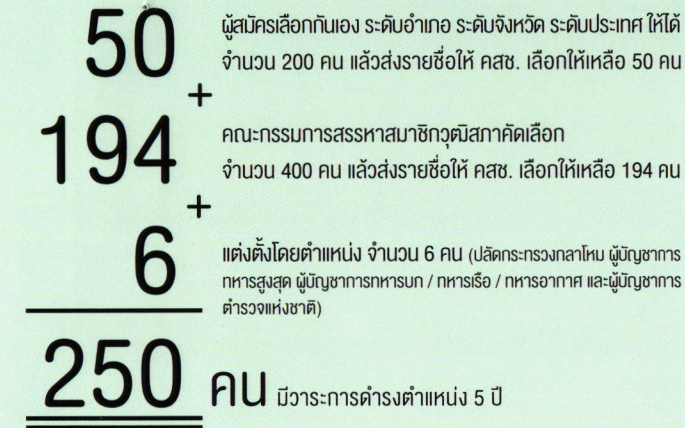 50
ผู้สมัครเลือกกันเอง ระดับอำเภอ ระดับจังหวัด ระดับประเทศ ให้ได้
จำนวน 200 คน แล้วส่งรายชื่อให้ คสช. เลือกให้เหลือ 50 คน
+
194
คณะกรรมการสรรหาสมาชิกวุฒิสภาคัดเลือก
จำนวน 400 คน แล้วส่งรายชื่อให้ คสช. เลือกให้เหลือ 194 คน
+
6
แต่งตั้งโดยตำแหน่ง จำนวน 6 คน (ปลัดกระทรวงกลาโหม ผู้บัญชาการ
ทหารสูงสุด ผู้บัญชาการทหารบก / ทหารเรือ / ทหารอากาศ และผู้บัญชาการ
ตำรวจแห่งชาติ)
250 คน มีวาระการดำรงตำแหน่ง 5 ปี